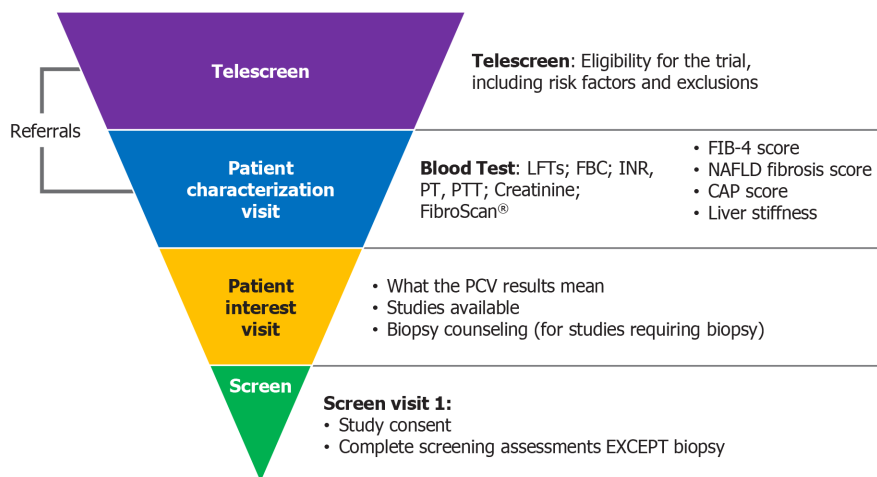 Telescreen
Telescreen: Eligibility for the trial,
including risk factors and exclusions
Referrals
Patient
characterization
visit
Blood Test: LFTs; FBC; INR,
PT, PTT; Creatinine;
FibroScan®
• FIB-4 score
• NAFLD fibrosis score
• CAP score
• Liver stiffness
Patient
interest
visit
• What the PCV results mean
• Studies available
• Biopsy counseling (for studies requiring biopsy)
Screen
Screen visit 1:
• Study consent
• Complete screening assessments EXCEPT biopsy